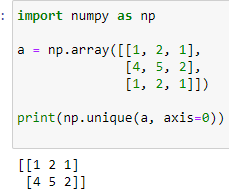 : import numpy as np
a = np.array([[1, 2, 1],
              [4, 5, 2],
              [1, 2, 1]])
print(np.unique(a, axis=0))
[[1 2 1]
 [4 5 2]]